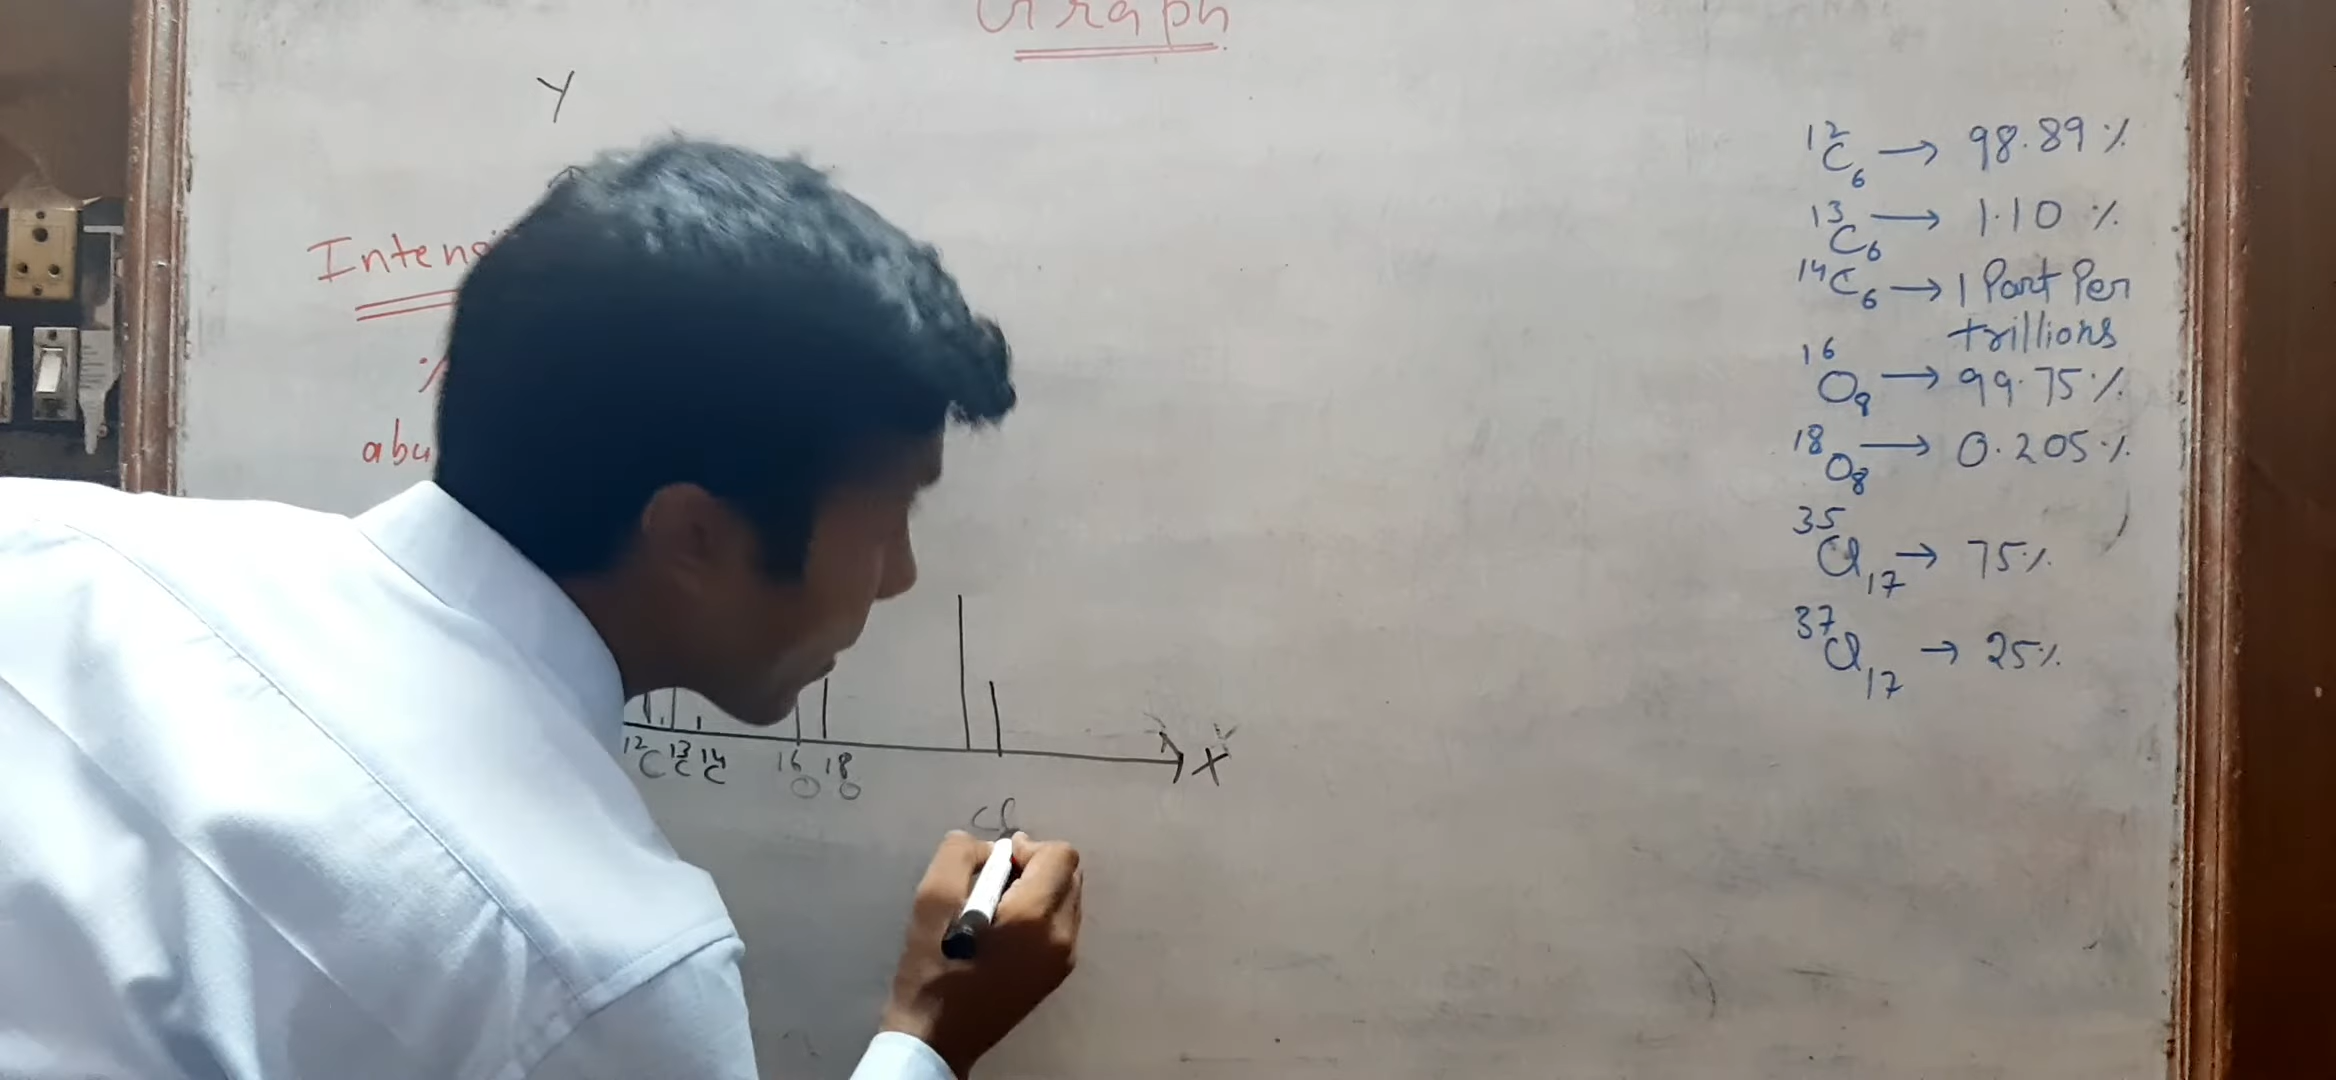 Graph
Y
Intens
%
abu
12C 13C 14C 16O 18O X
Cl
12C6 → 98.89 %
13C6 → 1.10 %
14C6 → 1 Part Per
trillions
16O8 → 99.75 %
18O8 → 0.205 %
35Cl17 → 75 %
37Cl17 → 25 %